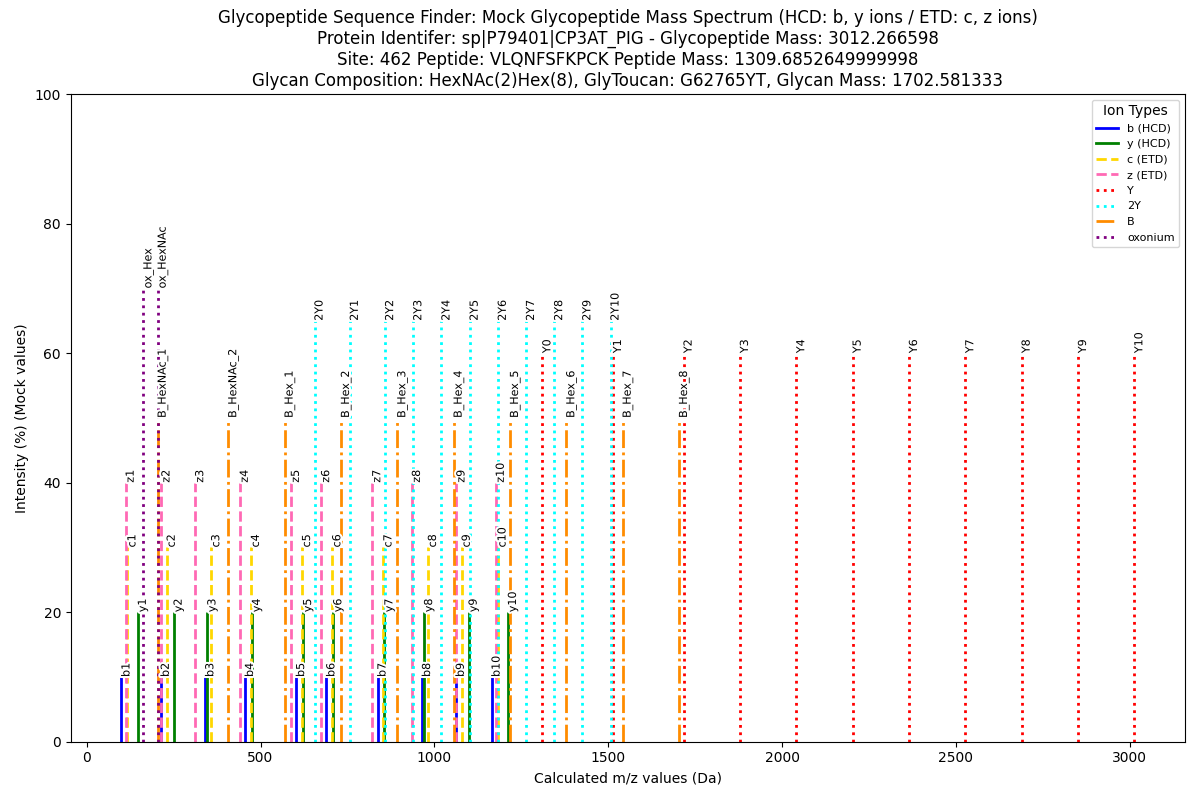 Glycopeptide Sequence Finder: Mock Glycopeptide Mass Spectrum (HCD: b, y ions / ETD: c, z ions)
Protein Identifer: sp|P79401|CP3AT_PIG - Glycopeptide Mass: 3012.266598
Site: 462 Peptide: VLQNFSFKPCK Peptide Mass: 1309.6852649999998
Glycan Composition: HexNAc(2)Hex(8), GlyToucan: G62765YT, Glycan Mass: 1702.581333
Intensity (%) (Mock values)
100
80
60
40
20
0
Ion Types
b (HCD)
y (HCD)
c (ETD)
z (ETD)
Y
2Y
B
oxonium
ox_Hex
ox_HexNAc
2Y0
2Y1
2Y2
2Y3
2Y4
2Y5
2Y6
2Y7
2Y8
2Y9
2Y10
Y0
Y1
Y2
Y3
Y4
Y5
Y6
Y7
Y8
Y9
Y10
B_HexNAc_1
B_HexNAc_2
B_Hex_1
B_Hex_2
B_Hex_3
B_Hex_4
B_Hex_5
B_Hex_6
B_Hex_7
B_Hex_8
z1
z2
z3
z4
z5
z6
z7
z8
z9
z10
c1
c2
c3
c4
c5
c6
c7
c8
c9
c10
y1
y2
y3
y4
y5
y6
y7
y8
y9
y10
b1
b2
b3
b4
b5
b6
b7
b8
b9
b10
0
500
1000
1500
2000
2500
3000
Calculated m/z values (Da)